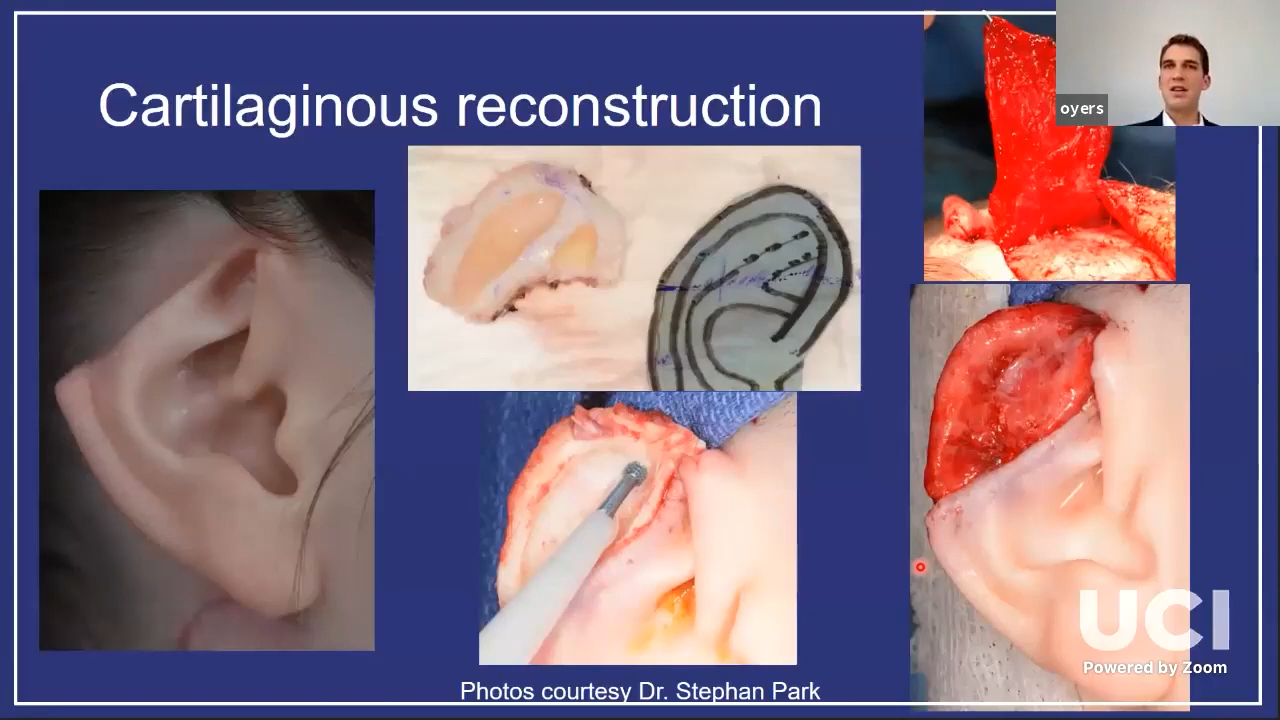 Cartilaginous reconstruction
oyers
UCI
Powered by Zoom
Photos courtesy Dr. Stephan Park